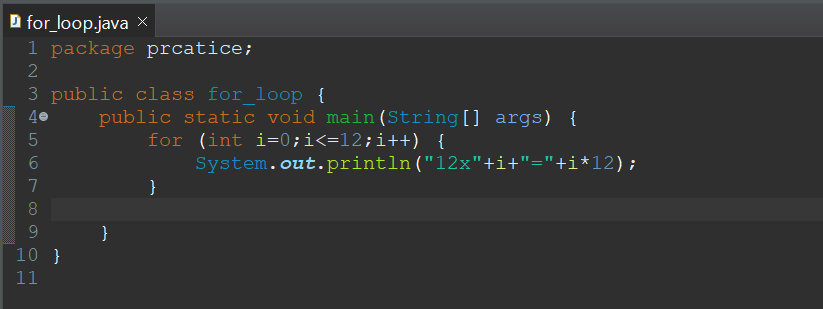 for_loop.java
1 package prcatice;
2
3 public class for_loop {
4     public static void main(String[] args) {
5         for (int i=0;i<=12;i++) {
6             System.out.println("12x"+i+"="+i*12);
7         }
8
9     }
10 }
11